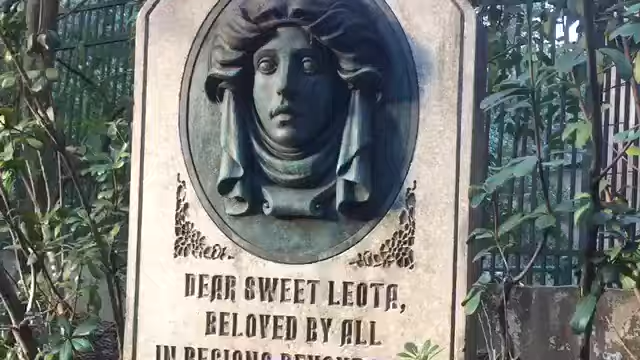 DEAR SWEET LEOTA,
BELOVED BY ALL
IN REGIONS BEYOND